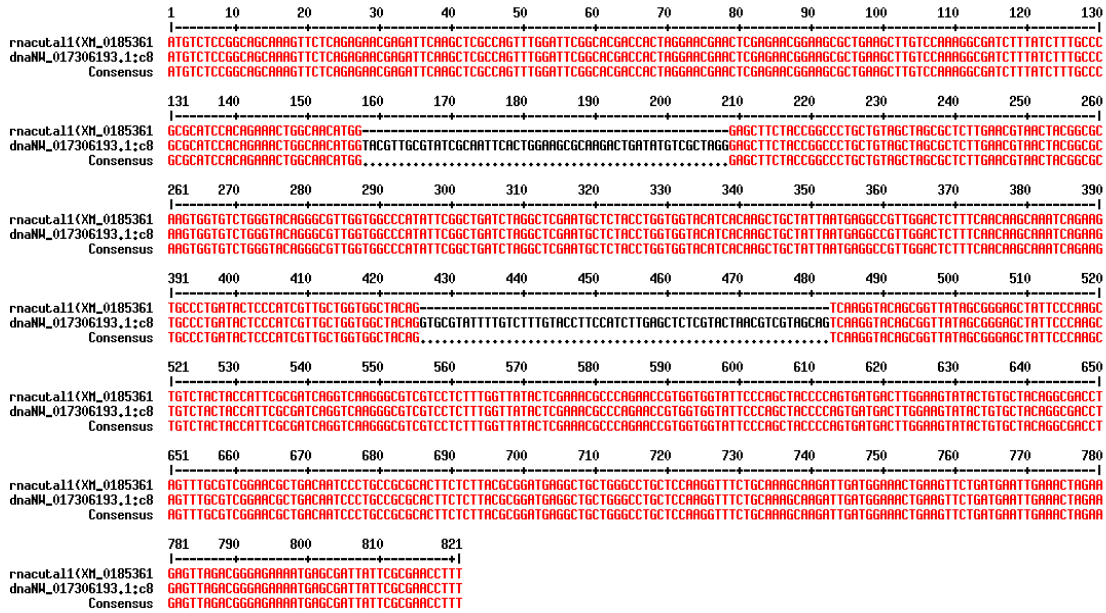 1 10 20 30 40 50 60 70 80 90 100 110 120 130
|--------+---------+---------+---------+---------+---------+---------+---------+---------+---------+---------+---------+---------|
rnacutal1(XM_0185361 ATGTCTCCGGCAGCAAAGTTCTCAGAGAACGAGATTCAAGCTCGCCAGTTTGGATTCGGCACGACCACTAGGAACGAACTCGAGAACGGAAGCGCTGAAGCTTGTCCAAAGGCGATCTTTATCTTTGCCC
dnaNW_017306193.1:c8 ATGTCTCCGGCAGCAAAGTTCTCAGAGAACGAGATTCAAGCTCGCCAGTTTGGATTCGGCACGACCACTAGGAACGAACTCGAGAACGGAAGCGCTGAAGCTTGTCCAAAGGCGATCTTTATCTTTGCCC
Consensus ATGTCTCCGGCAGCAAAGTTCTCAGAGAACGAGATTCAAGCTCGCCAGTTTGGATTCGGCACGACCACTAGGAACGAACTCGAGAACGGAAGCGCTGAAGCTTGTCCAAAGGCGATCTTTATCTTTGCCC
131 140 150 160 170 180 190 200 210 220 230 240 250 260
|--------+---------+---------+---------+---------+---------+---------+---------+---------+---------+---------+---------+---------|
rnacutal1(XM_0185361 GCGCATCCACAGAAACTGGCAACATGG---------------------------------------------------GAGCTTCTACCGGCCCTGCTGTAGCTAGCGCTCTTGAACGTAACTACGGCGC
dnaNW_017306193.1:c8 GCGCATCCACAGAAACTGGCAACATGGTACGTTGCGTATCGCAATTCACTGGAAGCGCAAGACTGATATGTCGCTAGGGAGCTTCTACCGGCCCTGCTGTAGCTAGCGCTCTTGAACGTAACTACGGCGC
Consensus GCGCATCCACAGAAACTGGCAACATGG...................................................GAGCTTCTACCGGCCCTGCTGTAGCTAGCGCTCTTGAACGTAACTACGGCGC
261 270 280 290 300 310 320 330 340 350 360 370 380 390
|--------+---------+---------+---------+---------+---------+---------+---------+---------+---------+---------+---------+---------|
rnacutal1(XM_0185361 AAGTGGTGTCTGGGTACAGGGCGTTGGTGGCCCATATTCGGCTGATCTAGGCTCGAATGCTCTACCTGGTGGTACATCACAAGCTGCTATTAATGAGGCCGTTGGACTCTTTCAACAAGCAAATCAGAAG
dnaNW_017306193.1:c8 AAGTGGTGTCTGGGTACAGGGCGTTGGTGGCCCATATTCGGCTGATCTAGGCTCGAATGCTCTACCTGGTGGTACATCACAAGCTGCTATTAATGAGGCCGTTGGACTCTTTCAACAAGCAAATCAGAAG
Consensus AAGTGGTGTCTGGGTACAGGGCGTTGGTGGCCCATATTCGGCTGATCTAGGCTCGAATGCTCTACCTGGTGGTACATCACAAGCTGCTATTAATGAGGCCGTTGGACTCTTTCAACAAGCAAATCAGAAG
391 400 410 420 430 440 450 460 470 480 490 500 510 520
|--------+---------+---------+---------+---------+---------+---------+---------+---------+---------+---------+---------+---------|
rnacutal1(XM_0185361 TGCCCTGATACTCCCATCGTTGCTGGTGGCTACAG---------------------------------------------------------TCAAGGTACAGCGGTTATAGCGGGAGCTATTCCCAAGC
dnaNW_017306193.1:c8 TGCCCTGATACTCCCATCGTTGCTGGTGGCTACAGGTGCGTATTTTGTCTTTGTACCTTCCATCTTGAGCTCTCGTACTAACGTCGTAGCAGTCAAGGTACAGCGGTTATAGCGGGAGCTATTCCCAAGC
Consensus TGCCCTGATACTCCCATCGTTGCTGGTGGCTACAG.........................................................TCAAGGTACAGCGGTTATAGCGGGAGCTATTCCCAAGC
521 530 540 550 560 570 580 590 600 610 620 630 640 650
|--------+---------+---------+---------+---------+---------+---------+---------+---------+---------+---------+---------+---------|
rnacutal1(XM_0185361 TGTCTACTACCATTCGCGATCAGGTCAAGGGCGTCGTCCTCTTTGGTTATACTCGAAACGCCCAGAACCGTGGTGGTATTCCCAGCTACCCCAGTGATGACTTGGAAGTATACTGTGCTACAGGCGACCT
dnaNW_017306193.1:c8 TGTCTACTACCATTCGCGATCAGGTCAAGGGCGTCGTCCTCTTTGGTTATACTCGAAACGCCCAGAACCGTGGTGGTATTCCCAGCTACCCCAGTGATGACTTGGAAGTATACTGTGCTACAGGCGACCT
Consensus TGTCTACTACCATTCGCGATCAGGTCAAGGGCGTCGTCCTCTTTGGTTATACTCGAAACGCCCAGAACCGTGGTGGTATTCCCAGCTACCCCAGTGATGACTTGGAAGTATACTGTGCTACAGGCGACCT
651 660 670 680 690 700 710 720 730 740 750 760 770 780
|--------+---------+---------+---------+---------+---------+---------+---------+---------+---------+---------+---------+---------|
rnacutal1(XM_0185361 AGTTTGCGTCGGAACGCTGACAATCCCTGCCGCGCACTTCTCTTACGCGGATGAGGCTGCTGGGCCTGCTCCAAGGTTTCTGCAAAGCAAGATTGATGGAAACTGAAGTTCTGATGAATTGAAACTAGAA
dnaNW_017306193.1:c8 AGTTTGCGTCGGAACGCTGACAATCCCTGCCGCGCACTTCTCTTACGCGGATGAGGCTGCTGGGCCTGCTCCAAGGTTTCTGCAAAGCAAGATTGATGGAAACTGAAGTTCTGATGAATTGAAACTAGAA
Consensus AGTTTGCGTCGGAACGCTGACAATCCCTGCCGCGCACTTCTCTTACGCGGATGAGGCTGCTGGGCCTGCTCCAAGGTTTCTGCAAAGCAAGATTGATGGAAACTGAAGTTCTGATGAATTGAAACTAGAA
781 790 800 810 821
|--------+---------+---------+---------+|
rnacutal1(XM_0185361 GAGTTAGACGGGAGAAAATGAGCGATTATTCGCGAACCTTT
dnaNW_017306193.1:c8 GAGTTAGACGGGAGAAAATGAGCGATTATTCGCGAACCTTT
Consensus GAGTTAGACGGGAGAAAATGAGCGATTATTCGCGAACCTTT